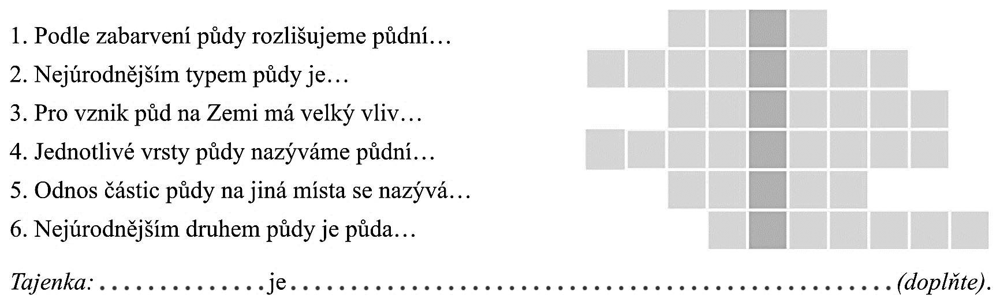 1. Podle zabarvení půdy rozlišujeme půdní…
2. Nejúrodnějším typem půdy je…
3. Pro vznik půd na Zemi má velký vliv…
4. Jednotlivé vrsty půdy nazýváme půdní…
5. Odnos částic půdy na jiná místa se nazývá…
6. Nejúrodnějším druhem půdy je půda…
Tajenka: . . . . . . . . . . . . . . . je . . . . . . . . . . . . . . . . . . . . . . . . . . . . . . . . . . . . . . . . . . . . . . . . . . (doplňte).